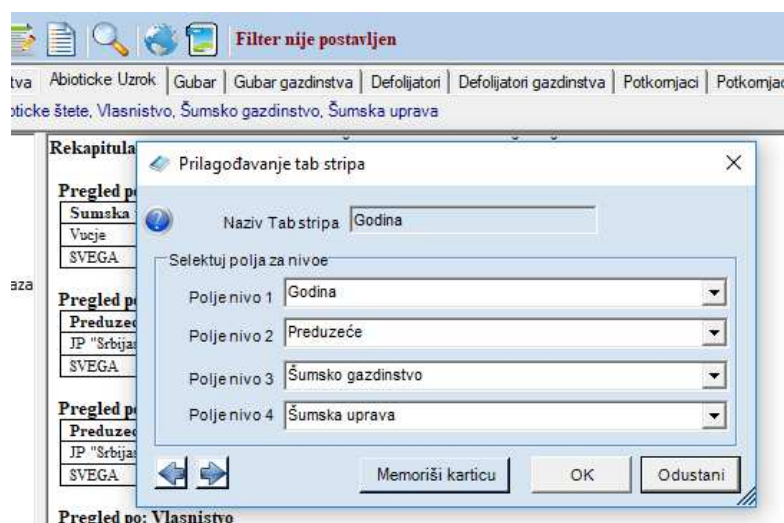 Filter nije postavljen
tva Abioticke Uzrok Gubar Gubar gazdinstva Defolijatori Defolijatori gazdinstva Potkornjaci Potkornjac
oticke štete, Vlasnistvo, Šumsko gazdinstvo, Šumska uprava
Rekapitula
Prilagođavanje tab stripa
Pregled po
Sumska
Naziv Tab stripa Godina
Vucje
SVEGA
Selektuj polja za nivoe
aza
Polje nivo 1 Godina
Pregled po
Preduzeć
Polje nivo 2 Preduzeće
JP "Srbijas
SVEGA
Polje nivo 3 Šumsko gazdinstvo
Pregled po
Polje nivo 4 Šumska uprava
Preduzeć
JP "Srbijas
SVEGA
Memoriši karticu OK Odustani
Pregled po: Vlasnistvo